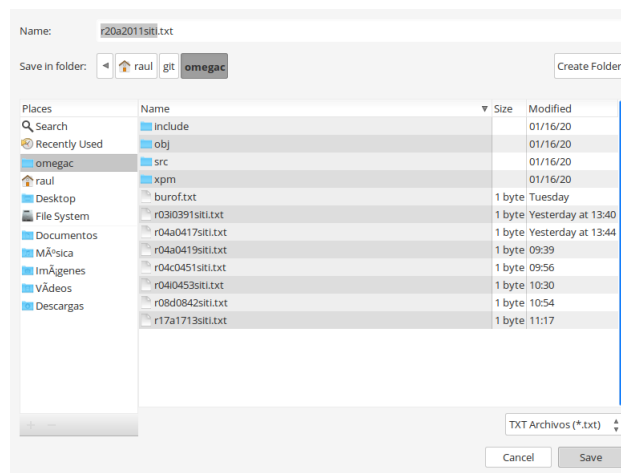 Name: r20a2011siti.txt
Save in folder: raul git omegac Create Folder
Places Name Size Modified
Search include 01/16/20
Recently Used obj 01/16/20
omegac src 01/16/20
raul xpm 01/16/20
Desktop burof.txt 1 byte Tuesday
File System r03i0391siti.txt 1 byte Yesterday at 13:40
r04a0417siti.txt 1 byte Yesterday at 13:44
Documentos r04a0419siti.txt 1 byte 09:39
MÃºsica r04c0451siti.txt 1 byte 09:56
ImÃ¡genes r04i0453siti.txt 1 byte 10:30
VÃdeos r08d0842siti.txt 1 byte 10:54
Descargas r17a1713siti.txt 1 byte 11:17
TXT Archivos (*.txt)
Cancel Save